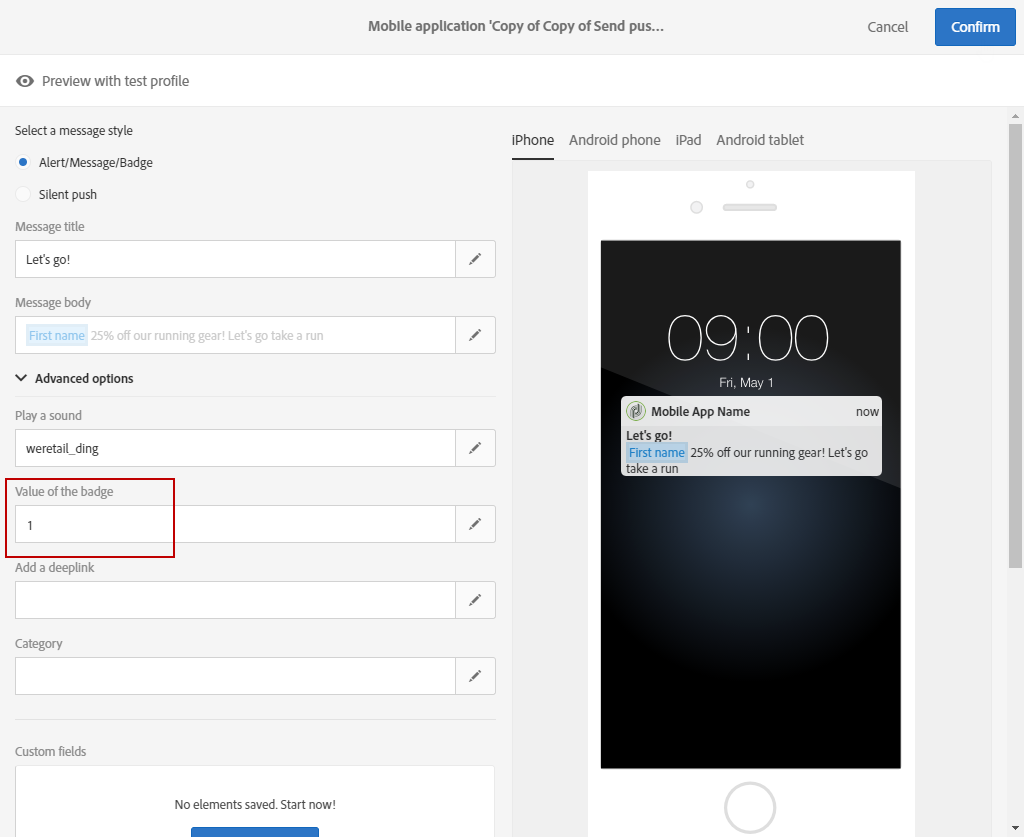 Mobile application 'Copy of Copy of Send pus...
Cancel
Confirm
Preview with test profile
Select a message style
Alert/Message/Badge
Silent push
Message title
Let's go!
Message body
First name 25% off our running gear! Let's go take a run
Advanced options
Play a sound
weretail_ding
Value of the badge
1
Add a deeplink
Category
Custom fields
No elements saved. Start now!
iPhone Android phone iPad Android tablet
09:00
Fri, May 1
Mobile App Name now
Let's go!
First name 25% off our running gear! Let's go
take a run